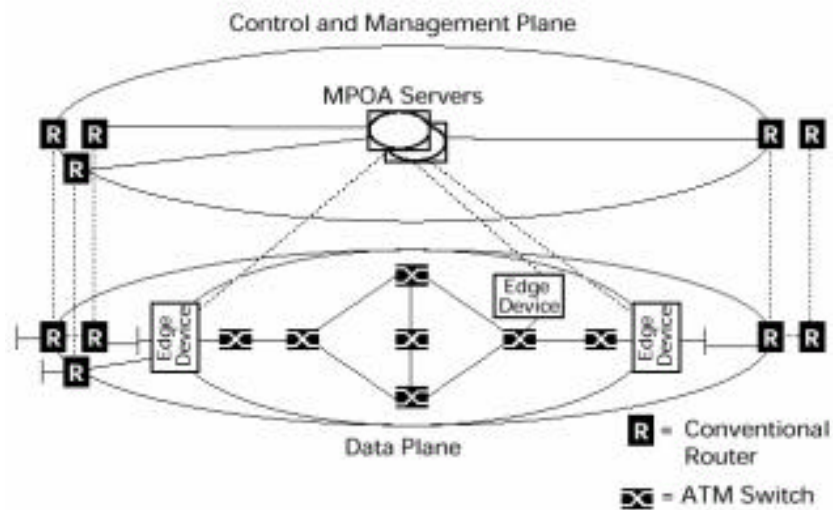 Control and Management Plane
MPOA Servers
R
R
R
R
R
Edge
Device
Edge
Device
Edge
Device
R
R
R
R
R
Data Plane
R = Conventional
Router
= ATM Switch